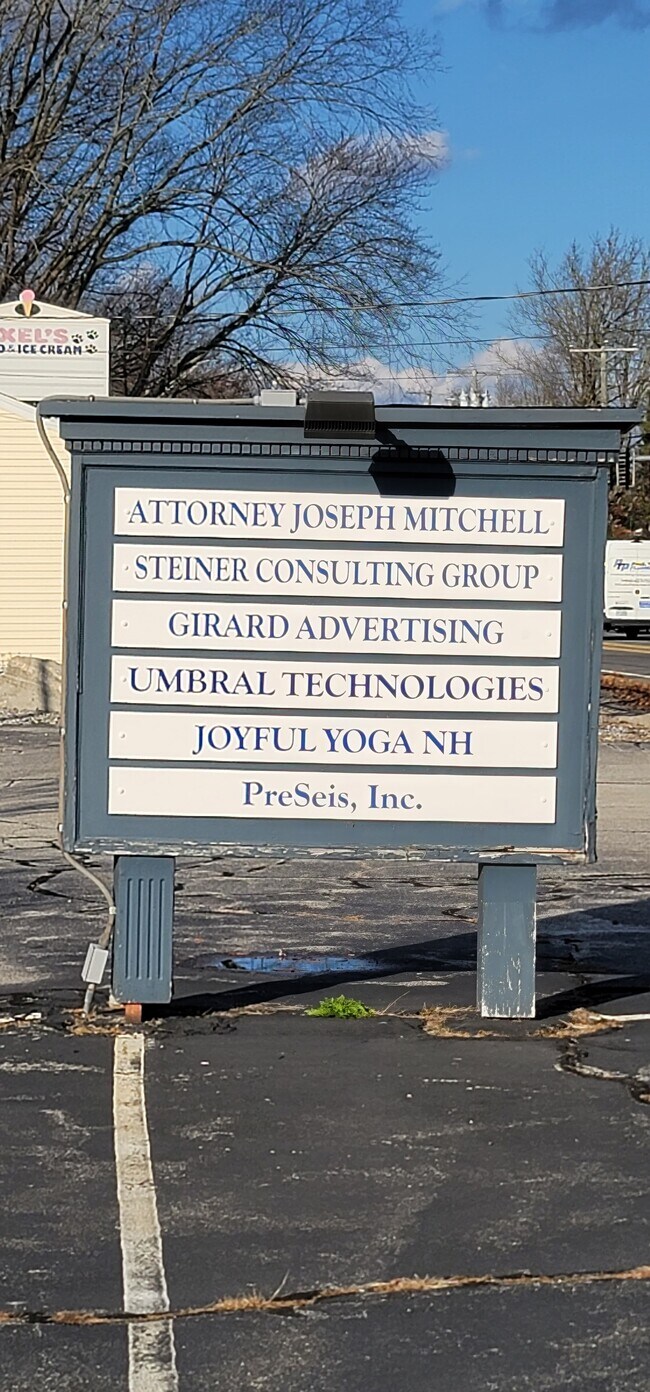 XEL'S
& ICE CREAM
ATTORNEY JOSEPH MITCHELL
STEINER CONSULTING GROUP
GIRARD ADVERTISING
UMBRAL TECHNOLOGIES
JOYFUL YOGA NH
PreSeis, Inc.